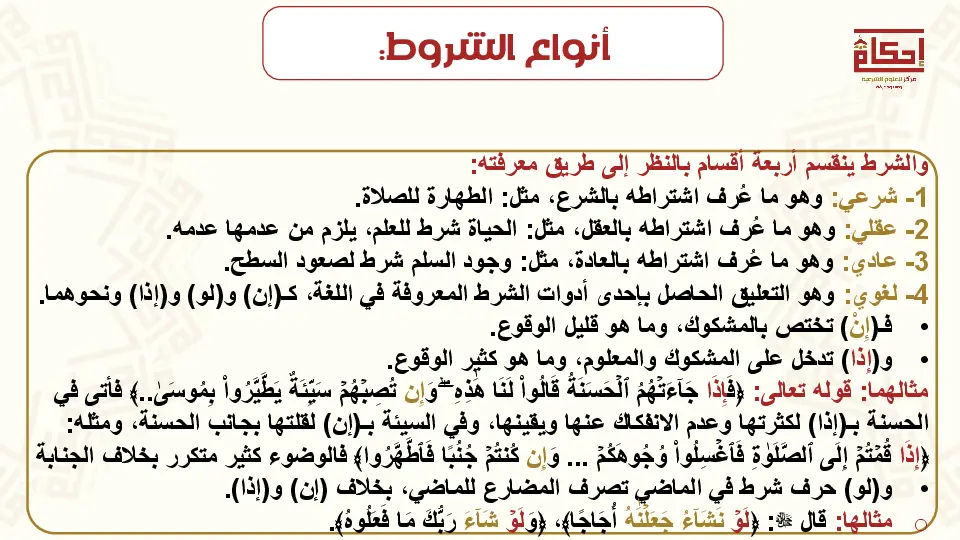 أنواع الشروط:
إحكام
مركز للعلوم الشرعية
والشرط ينقسم أربعة أقسام بالنظر إلى طريق معرفته:
1- شرعي: وهو ما عُرف اشتراطه بالشرع، مثل: الطهارة للصلاة.
2- عقلي: وهو ما عُرف اشتراطه بالعقل، مثل: الحياة شرط للعلم، يلزم من عدمها عدمه.
3- عادي: وهو ما عُرف اشتراطه بالعادة، مثل: وجود السلم شرط لصعود السطح.
4- لغوي: وهو التعليق الحاصل بإحدى أدوات الشرط المعروفة في اللغة، كـ(إن) و(لو) و(إذا) ونحوهما.
• فـ(إنْ) تختص بالمشكوك، وما هو قليل الوقوع.
• و(إذا) تدخل على المشكوك والمعلوم، وما هو كثير الوقوع.
مثالهما: قوله تعالى: ﴿فَإِذَا جَآءَتۡهُمُ ٱلۡحَسَنَةُ قَالُواْ لَنَا هَٰذِهِۦۖ وَإِن تُصِبۡهُمۡ سَيِّئَةٞ يَطَّيَّرُواْ بِمُوسَىٰ..﴾ فأتى في
الحسنة بـ(إذا) لكثرتها وعدم الانفكاك عنها ويقينها، وفي السيئة بـ(إن) لقلتها بجانب الحسنة، ومثله:
﴿إِذَا قُمۡتُمۡ إِلَى ٱلصَّلَوٰةِ فَٱغۡسِلُواْ وُجُوهَكُمۡ ... وَإِن كُنتُمۡ جُنُبٗا فَٱطَّهَّرُواْ﴾ فالوضوء كثير متكرر بخلاف الجنابة
• و(لو) حرف شرط في الماضي تصرف المضارع للماضي، بخلاف (إن) و(إذا).
○ مثالها: قال ﷻ: ﴿لَوۡ نَشَآءُ جَعَلۡنَٰهُ أُجَاجٗا﴾، ﴿وَلَوۡ شَآءَ رَبُّكَ مَا فَعَلُوهُ﴾.